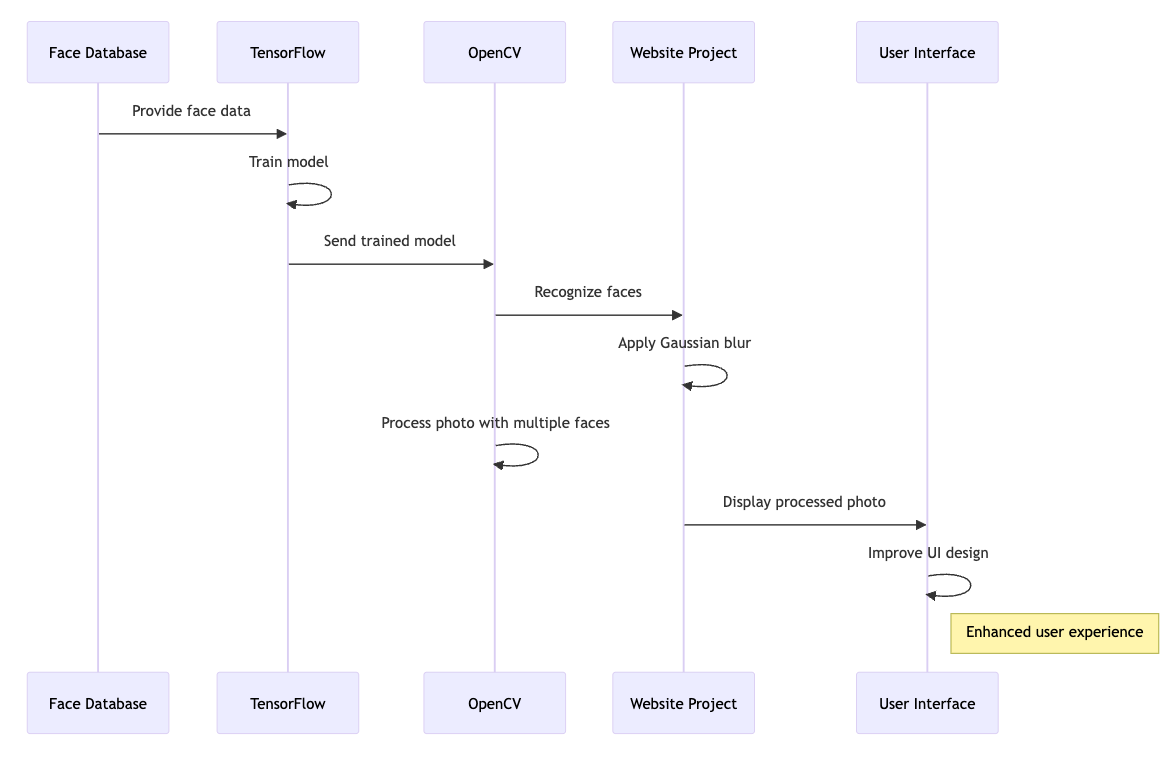 Face Database
TensorFlow
OpenCV
Website Project
User Interface
Provide face data
Train model
Send trained model
Recognize faces
Apply Gaussian blur
Process photo with multiple faces
Display processed photo
Improve UI design
Enhanced user experience
Face Database
TensorFlow
OpenCV
Website Project
User Interface